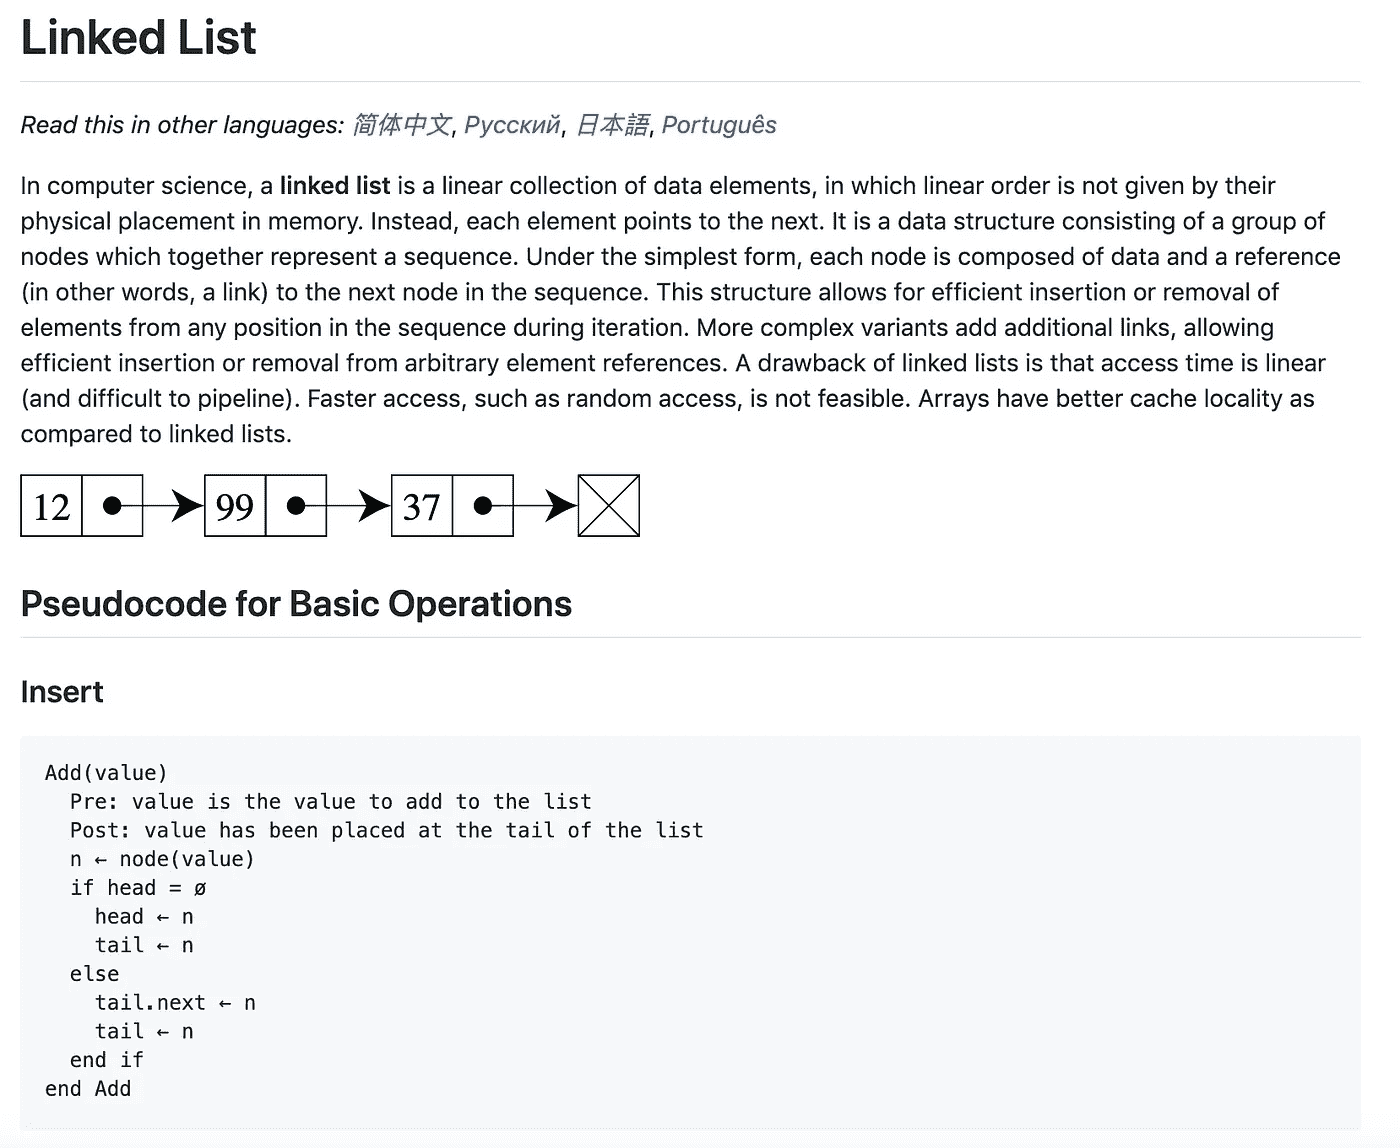 Linked List
Read this in other languages: 简体中文, Русский, 日本語, Português
In computer science, a linked list is a linear collection of data elements, in which linear order is not given by their
physical placement in memory. Instead, each element points to the next. It is a data structure consisting of a group of
nodes which together represent a sequence. Under the simplest form, each node is composed of data and a reference
(in other words, a link) to the next node in the sequence. This structure allows for efficient insertion or removal of
elements from any position in the sequence during iteration. More complex variants add additional links, allowing
efficient insertion or removal from arbitrary element references. A drawback of linked lists is that access time is linear
(and difficult to pipeline). Faster access, such as random access, is not feasible. Arrays have better cache locality as
compared to linked lists.
12 99 37
Pseudocode for Basic Operations
Insert
Add(value)
  Pre: value is the value to add to the list
  Post: value has been placed at the tail of the list
  n ← node(value)
  if head = ø
    head ← n
    tail ← n
  else
    tail.next ← n
    tail ← n
  end if
end Add